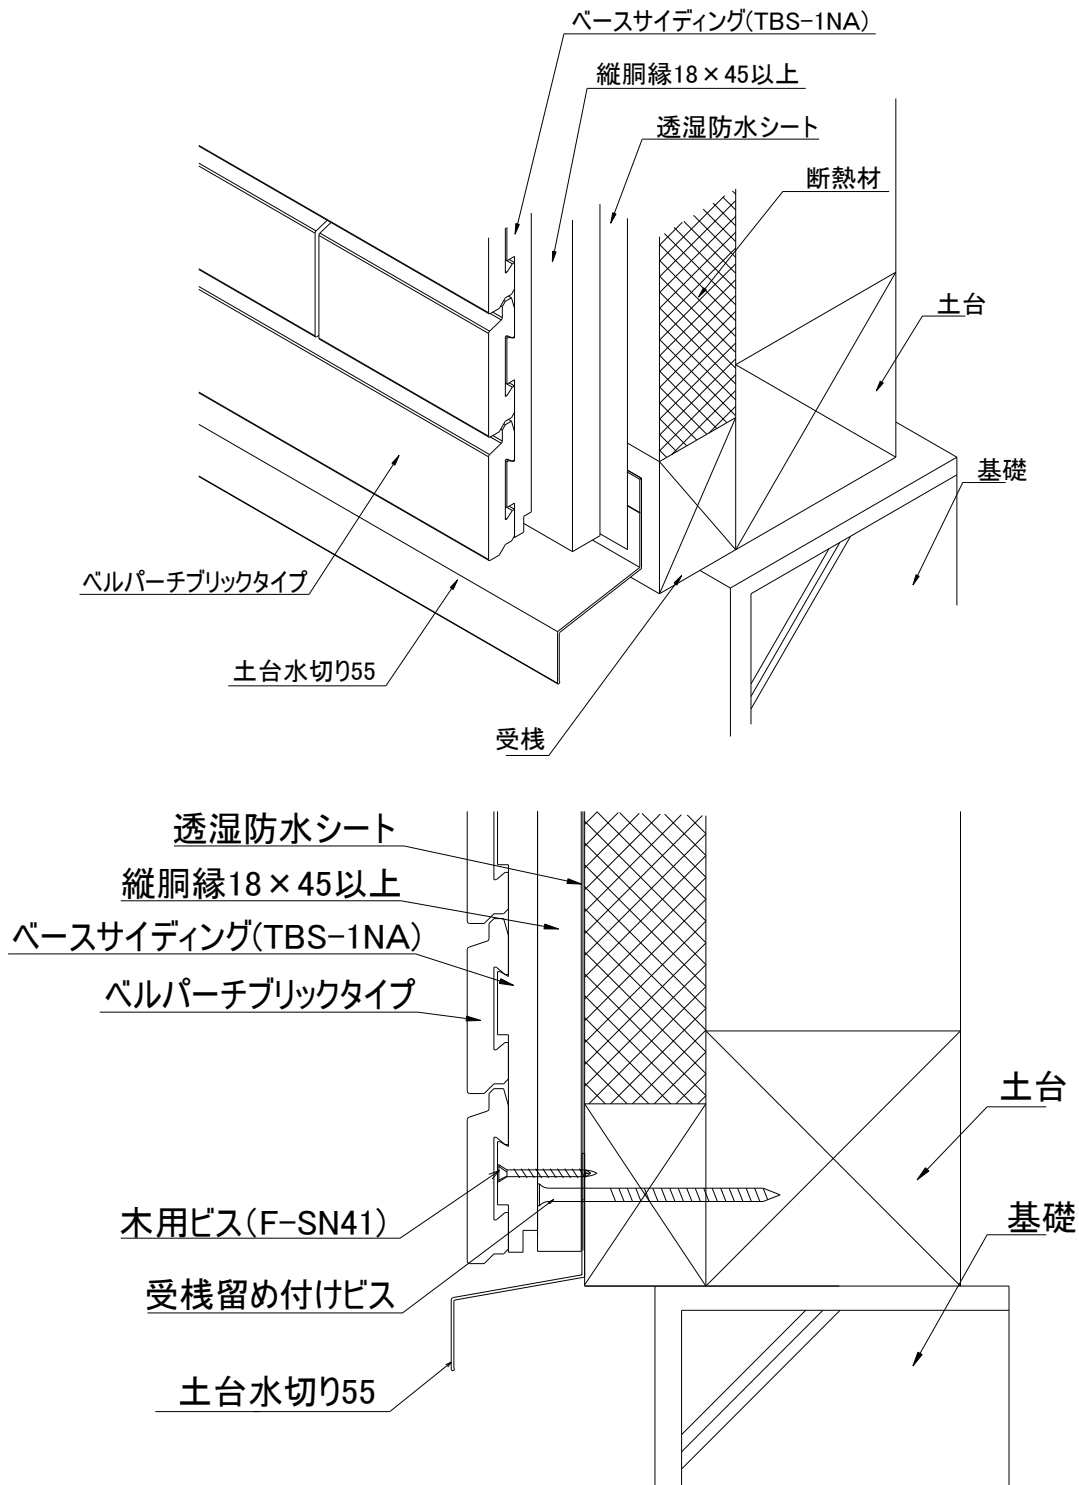 ベースサイディング(TBS-1NA)
縦胴縁18×45以上
透湿防水シート
断熱材
土台
基礎
ベルパーチブリックタイプ
土台水切り55
受桟
透湿防水シート
縦胴縁18×45以上
ベースサイディング(TBS-1NA)
ベルパーチブリックタイプ
土台
木用ビス(F-SN41)
基礎
受桟留め付けビス
土台水切り55